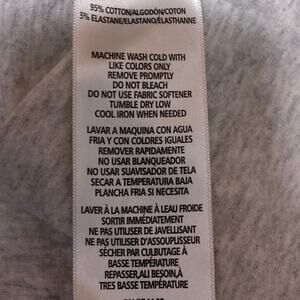 95% COTTON/ALGODÓN/COTON
5% ELASTANE/ELASTANO/ÉLASTHANNE
MACHINE WASH COLD WITH
LIKE COLORS ONLY
REMOVE PROMPTLY
DO NOT BLEACH
DO NOT USE FABRIC SOFTENER
TUMBLE DRY LOW
COOL IRON WHEN NEEDED
LAVAR A MAQUINA CON AGUA
FRIA Y CON COLORES IGUALES
REMOVER RAPIDAMENTE
NO USAR BLANQUEADOR
NO USAR SUAVISADOR DE TELA
SECAR A TEMPERATURA BAJA
PLANCHA FRIA SI NECESITA
LAVER À LA MACHINE À LEAU FROIDE
SORTIR IMMÉDIATEMENT
NE PAS UTILISER DE JAVELLISANT
NE PAS UTILISER D'ASSOUPLISSEUR
SÉCHER PAR CULBUTAGE À
BASSE TEMPÉRATURE
REPASSER,ALI BESOIN,À
TRES BASSE TEMPÉRATURE